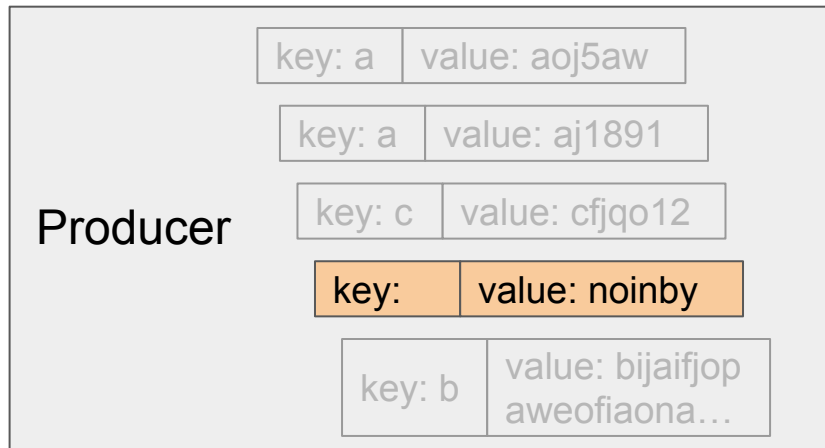 key: a value: aoj5aw
key: a value: aj1891
Producer
key: c value: cfjqo12
key: value: noinby
key: b value: bijaifjop
aweofiaona…